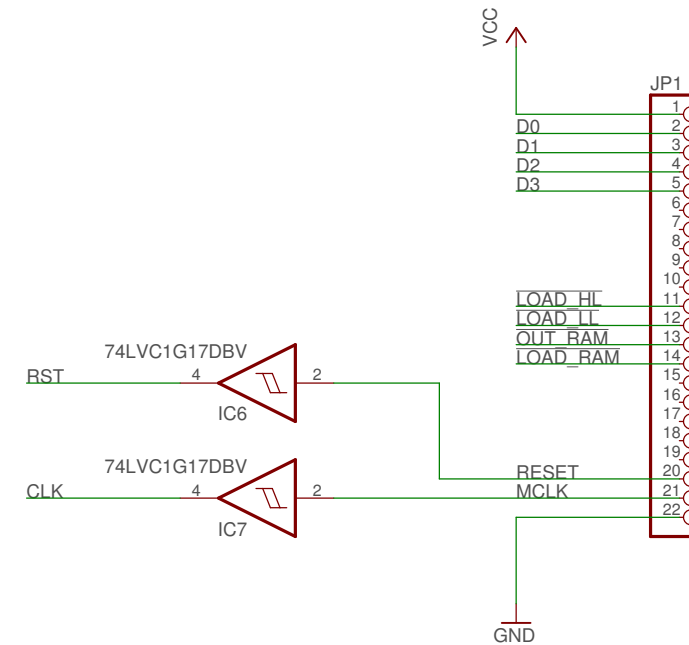 VCC
JP1
1
D0 2
D1 3
D2 4
D3 5
6
7
8
9
10
LOAD_HL 11
LOAD_LL 12
OUT_RAM 13
LOAD_RAM 14
15
16
17
18
19
RESET 20
MCLK 21
22
74LVC1G17DBV
RST 4 2
IC6
74LVC1G17DBV
CLK 4 2
IC7
GND